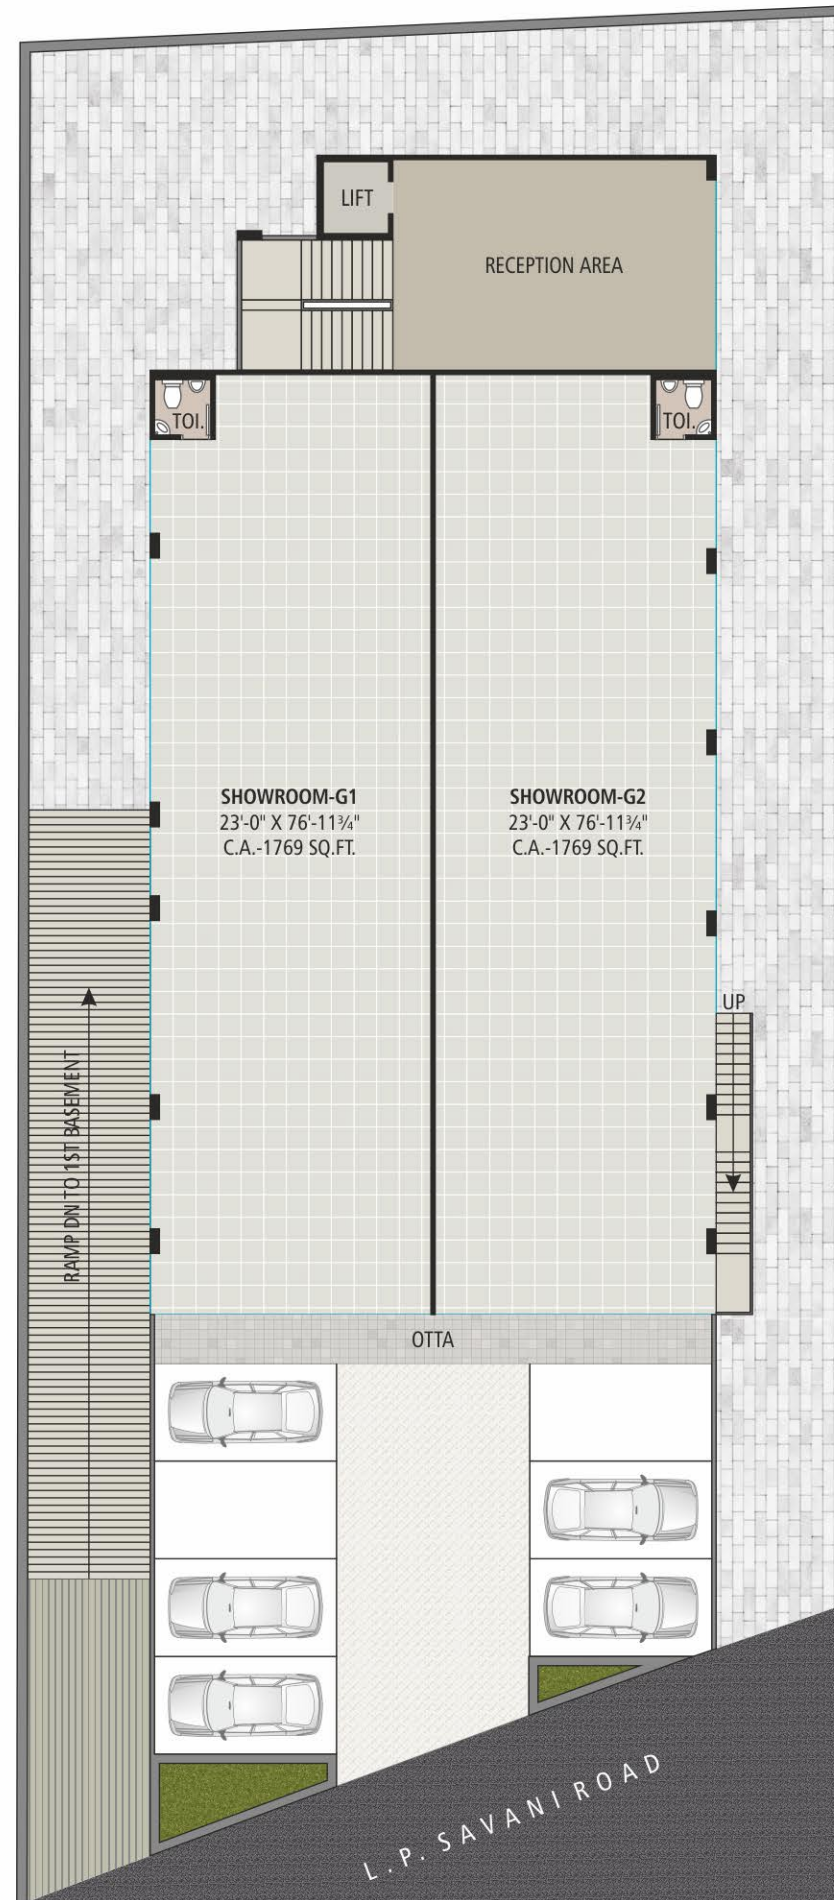 LIFT
RECEPTION AREA
TOI.
TOI.
SHOWROOM-G1
23'-0" X 76'-11¾"
C.A.-1769 SQ.FT.
SHOWROOM-G2
23'-0" X 76'-11¾"
C.A.-1769 SQ.FT.
UP
RAMP DN TO 1ST BASEMENT
OTTA
L.P. SAVANI ROAD